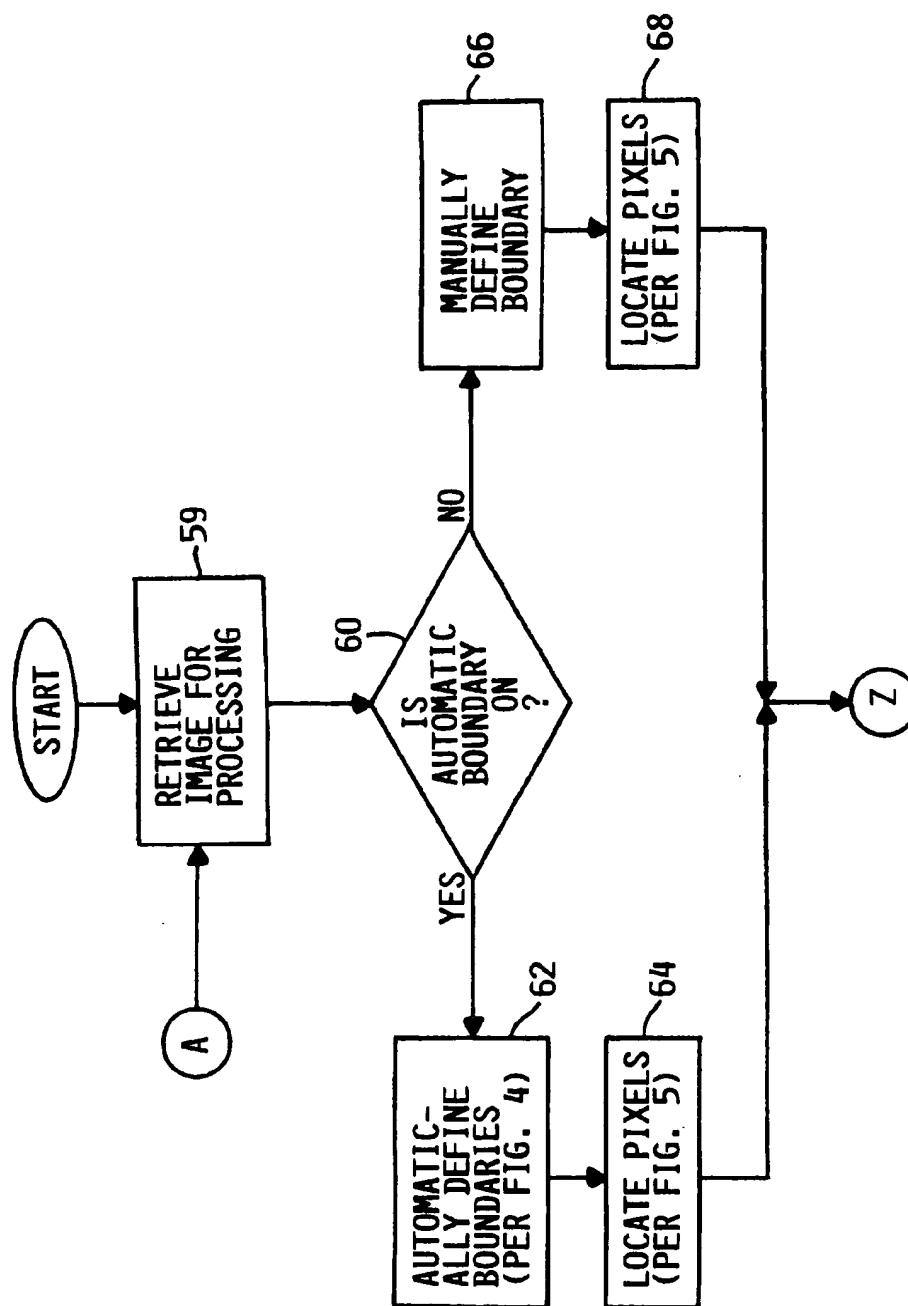 START
59
RETRIEVE
IMAGE FOR
PROCESSING
A
60
IS
AUTOMATIC
BOUNDARY
ON
?
YES
NO
62
AUTOMATIC-
ALLY DEFINE
BOUNDARIES
(PER FIG. 4)
66
MANUALLY
DEFINE
BOUNDARY
64
LOCATE PIXELS
(PER FIG. 5)
68
LOCATE PIXELS
(PER FIG. 5)
Z